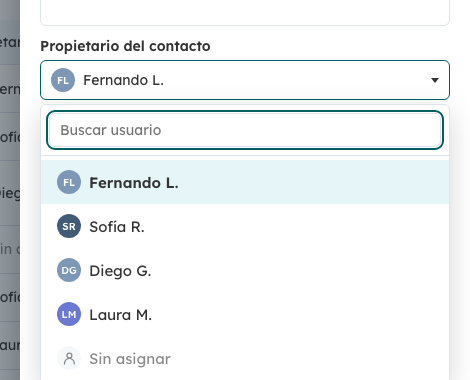 Propietario del contacto
FL Fernando L.
Buscar usuario
FL Fernando L.
SR Sofía R.
DG Diego G.
LM Laura M.
Sin asignar